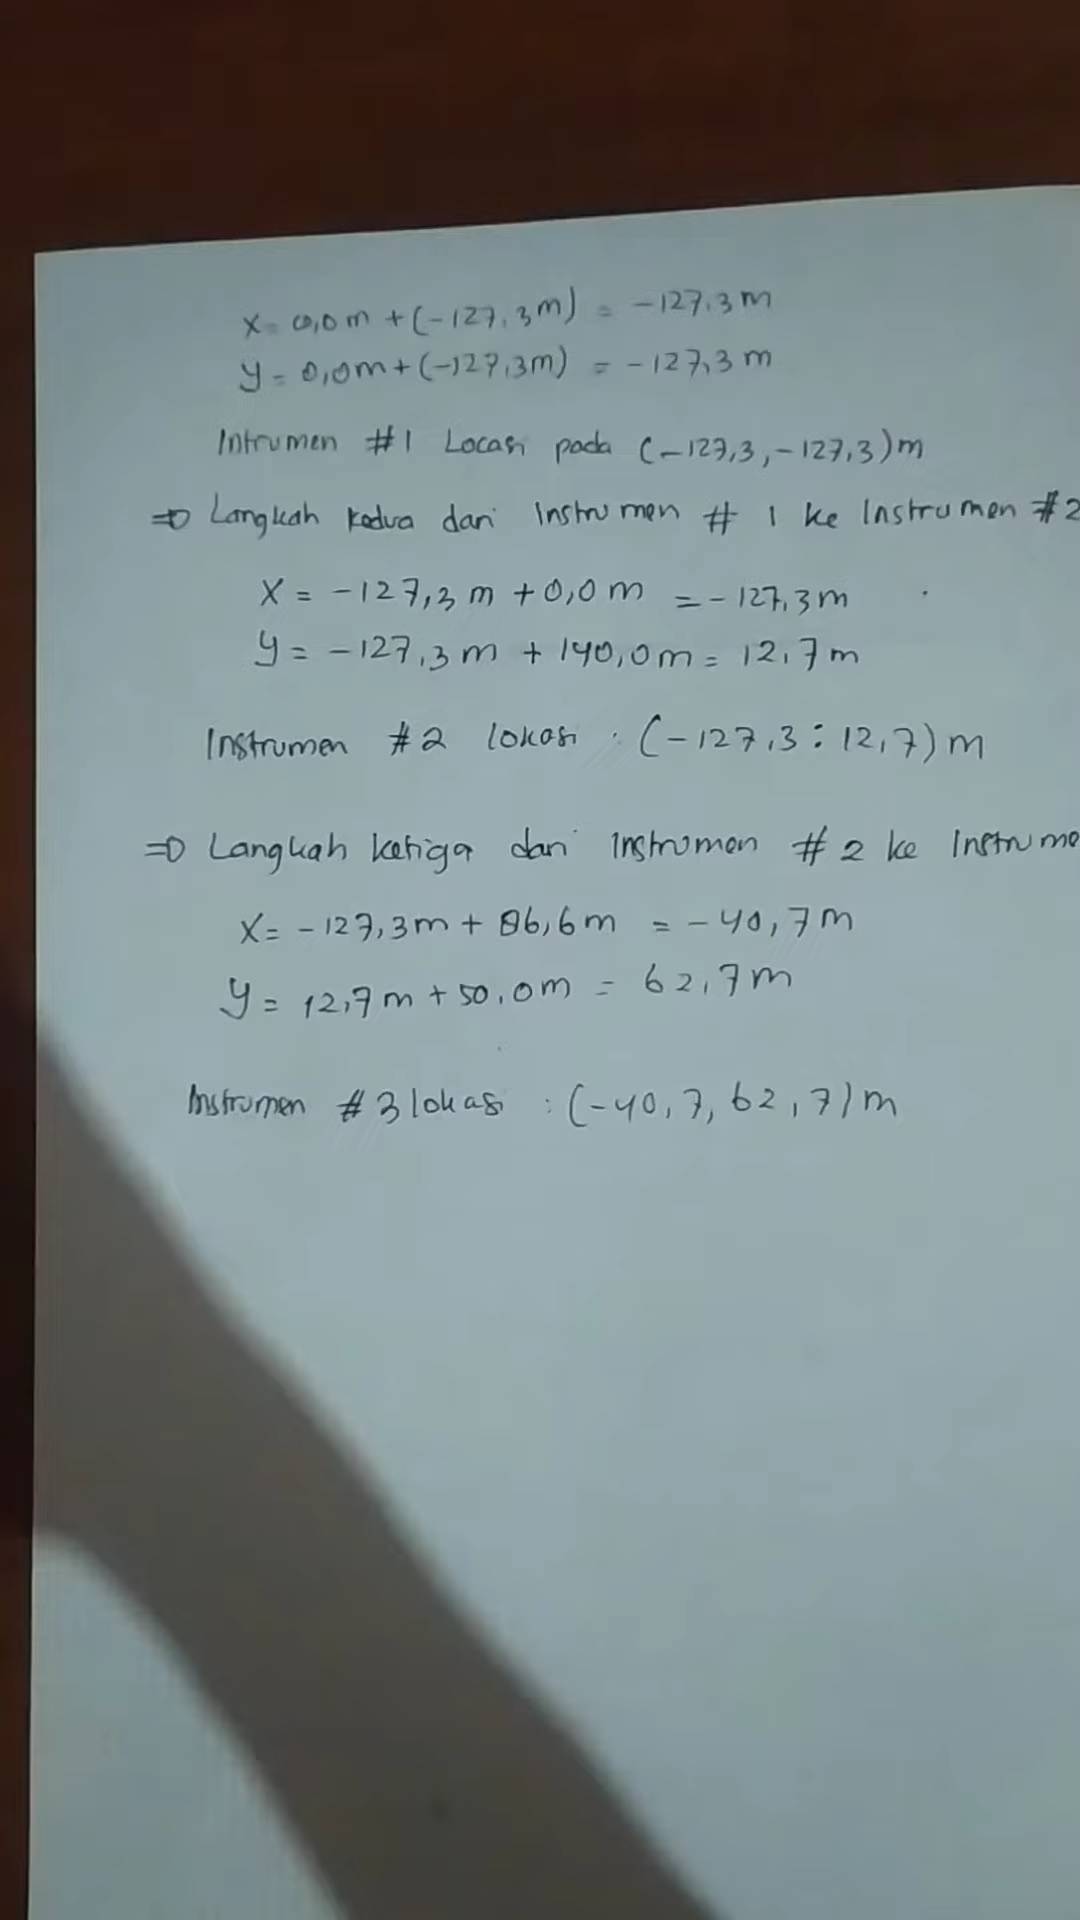 X = 0,0 m + (-127,3 m) = -127,3 m
y = 0,0 m + (-127,3 m) = -127,3 m
Intrumen #1 Locasi pada (-127,3, -127,3) m
⇒ Langkah kedua dari instrumen # 1 ke Instrumen #2
X = -127,3 m + 0,0 m = -127,3 m
y = -127,3 m + 140,0 m = 12,7 m
Instrumen #2 lokasi : (-127,3 : 12,7) m
⇒ Langkah ketiga dari instrumen #2 ke Instrume
X = -127,3 m + 86,6 m = -40,7 m
y = 12,7 m + 50,0 m = 62,7 m
Instrumen #3 lokasi : (-40,7, 62,7) m